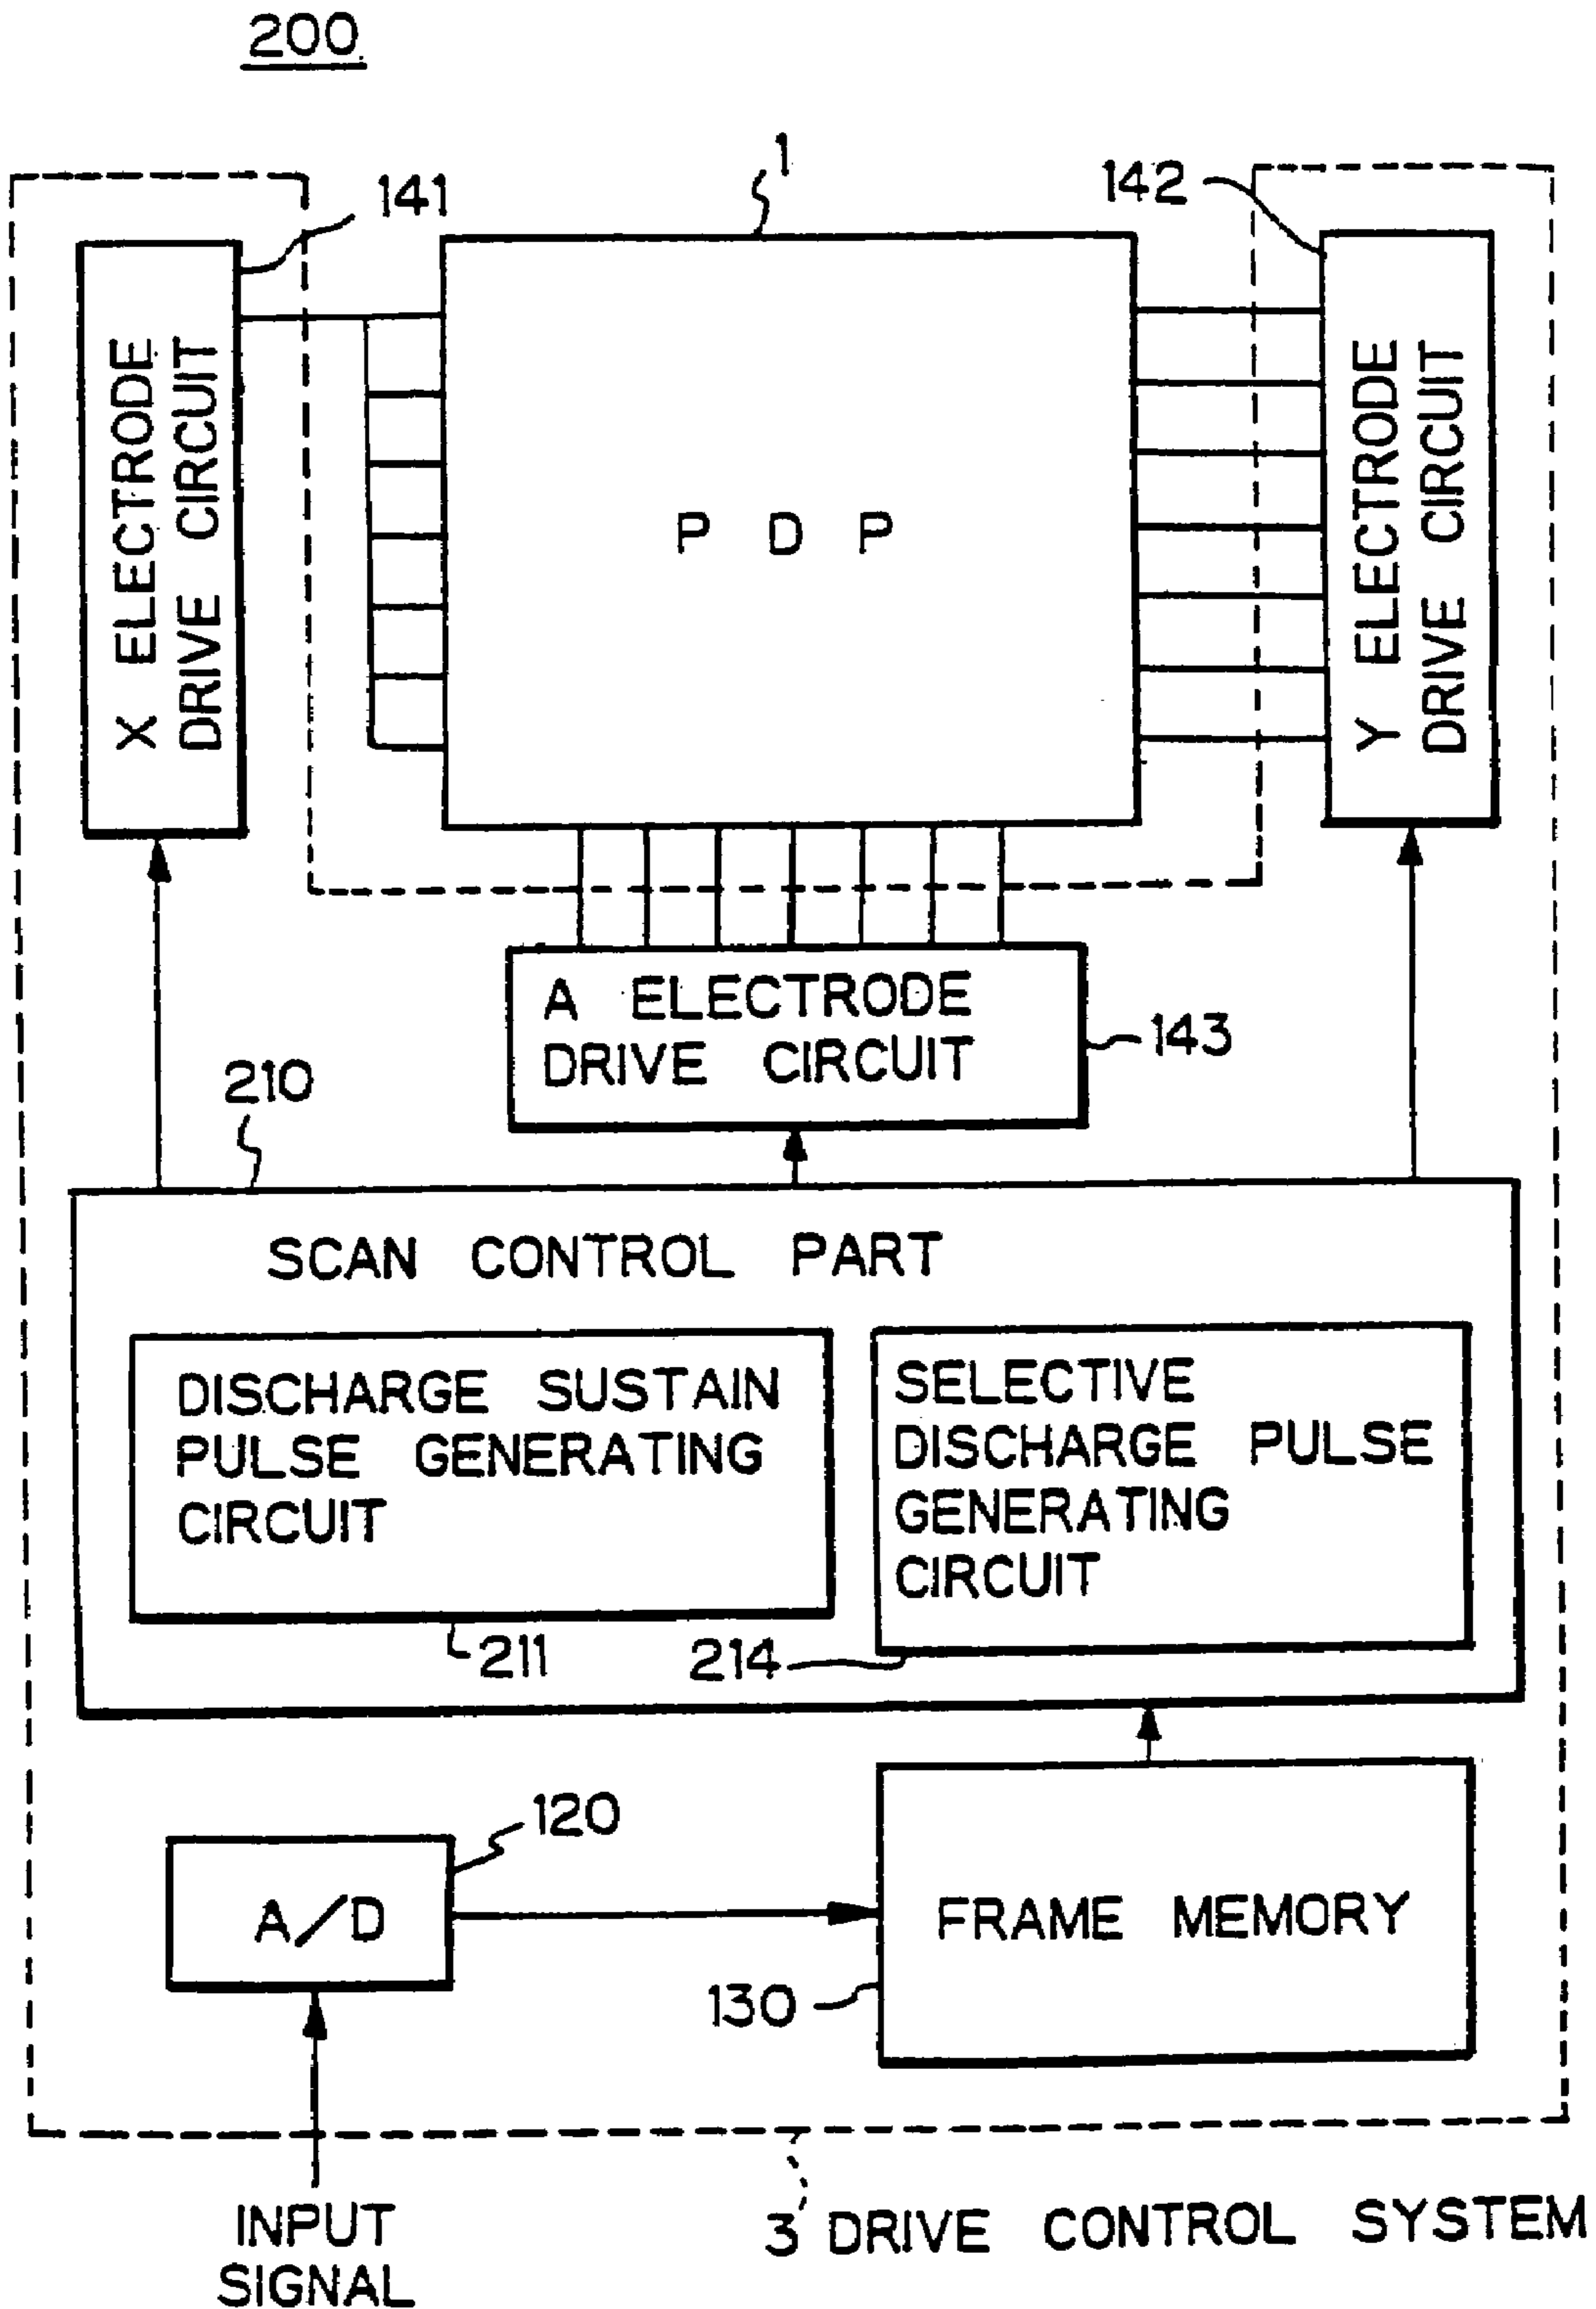 200
1
141
142
X ELECTRODE
DRIVE CIRCUIT
P D P
Y ELECTRODE
DRIVE CIRCUIT
A ELECTRODE
DRIVE CIRCUIT
143
210
SCAN CONTROL PART
DISCHARGE SUSTAIN
PULSE GENERATING
CIRCUIT
SELECTIVE
DISCHARGE PULSE
GENERATING
CIRCUIT
211
214
120
A/D
FRAME MEMORY
130
INPUT
SIGNAL
3 DRIVE CONTROL SYSTEM